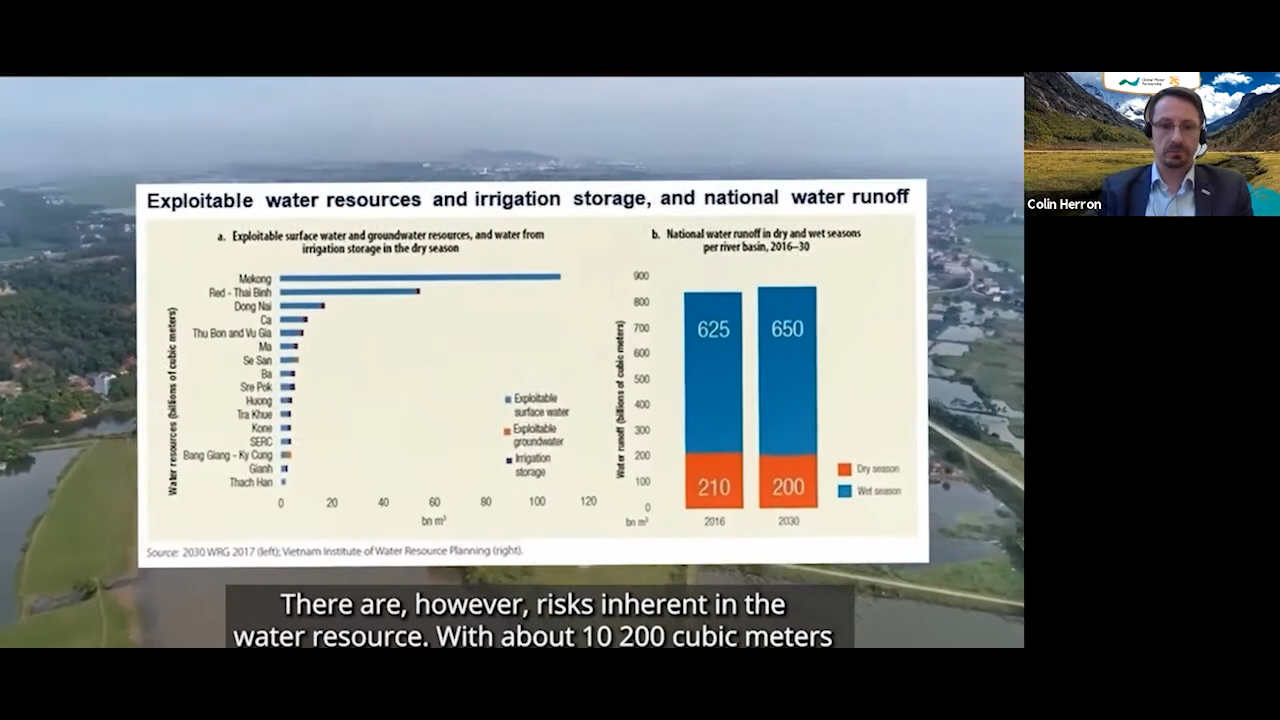 Exploitable water resources and irrigation storage, and national water runoff
a. Exploitable surface water and groundwater resources, and water from
irrigation storage in the dry season
Water resources (billions of cubic meters)
Mekong
Red - Thai Binh
Dong Nai
Ca
Thu Bon and Vu Gia
Ma
Se San
Ba
Sre Pok
Huong
Tra Khue
Kone
SERC
Bang Giang - Ky Cung
Gianh
Thach Han
0 20 40 60 80 100 120
bn m³
Exploitable
surface water
Exploitable
groundwater
Irrigation
storage
b. National water runoff in dry and wet seasons
per river basin, 2016–30
Water runoff (billions of cubic meters)
900
800
700
600
500
400
300
200
100
0
bn m³
625 650
210 200
2016 2030
Dry season
Wet season
Source: 2030 WRG 2017 (left); Vietnam Institute of Water Resource Planning (right).
There are, however, risks inherent in the
water resource. With about 10 200 cubic meters
Global Water
Partnership
25
Colin Herron